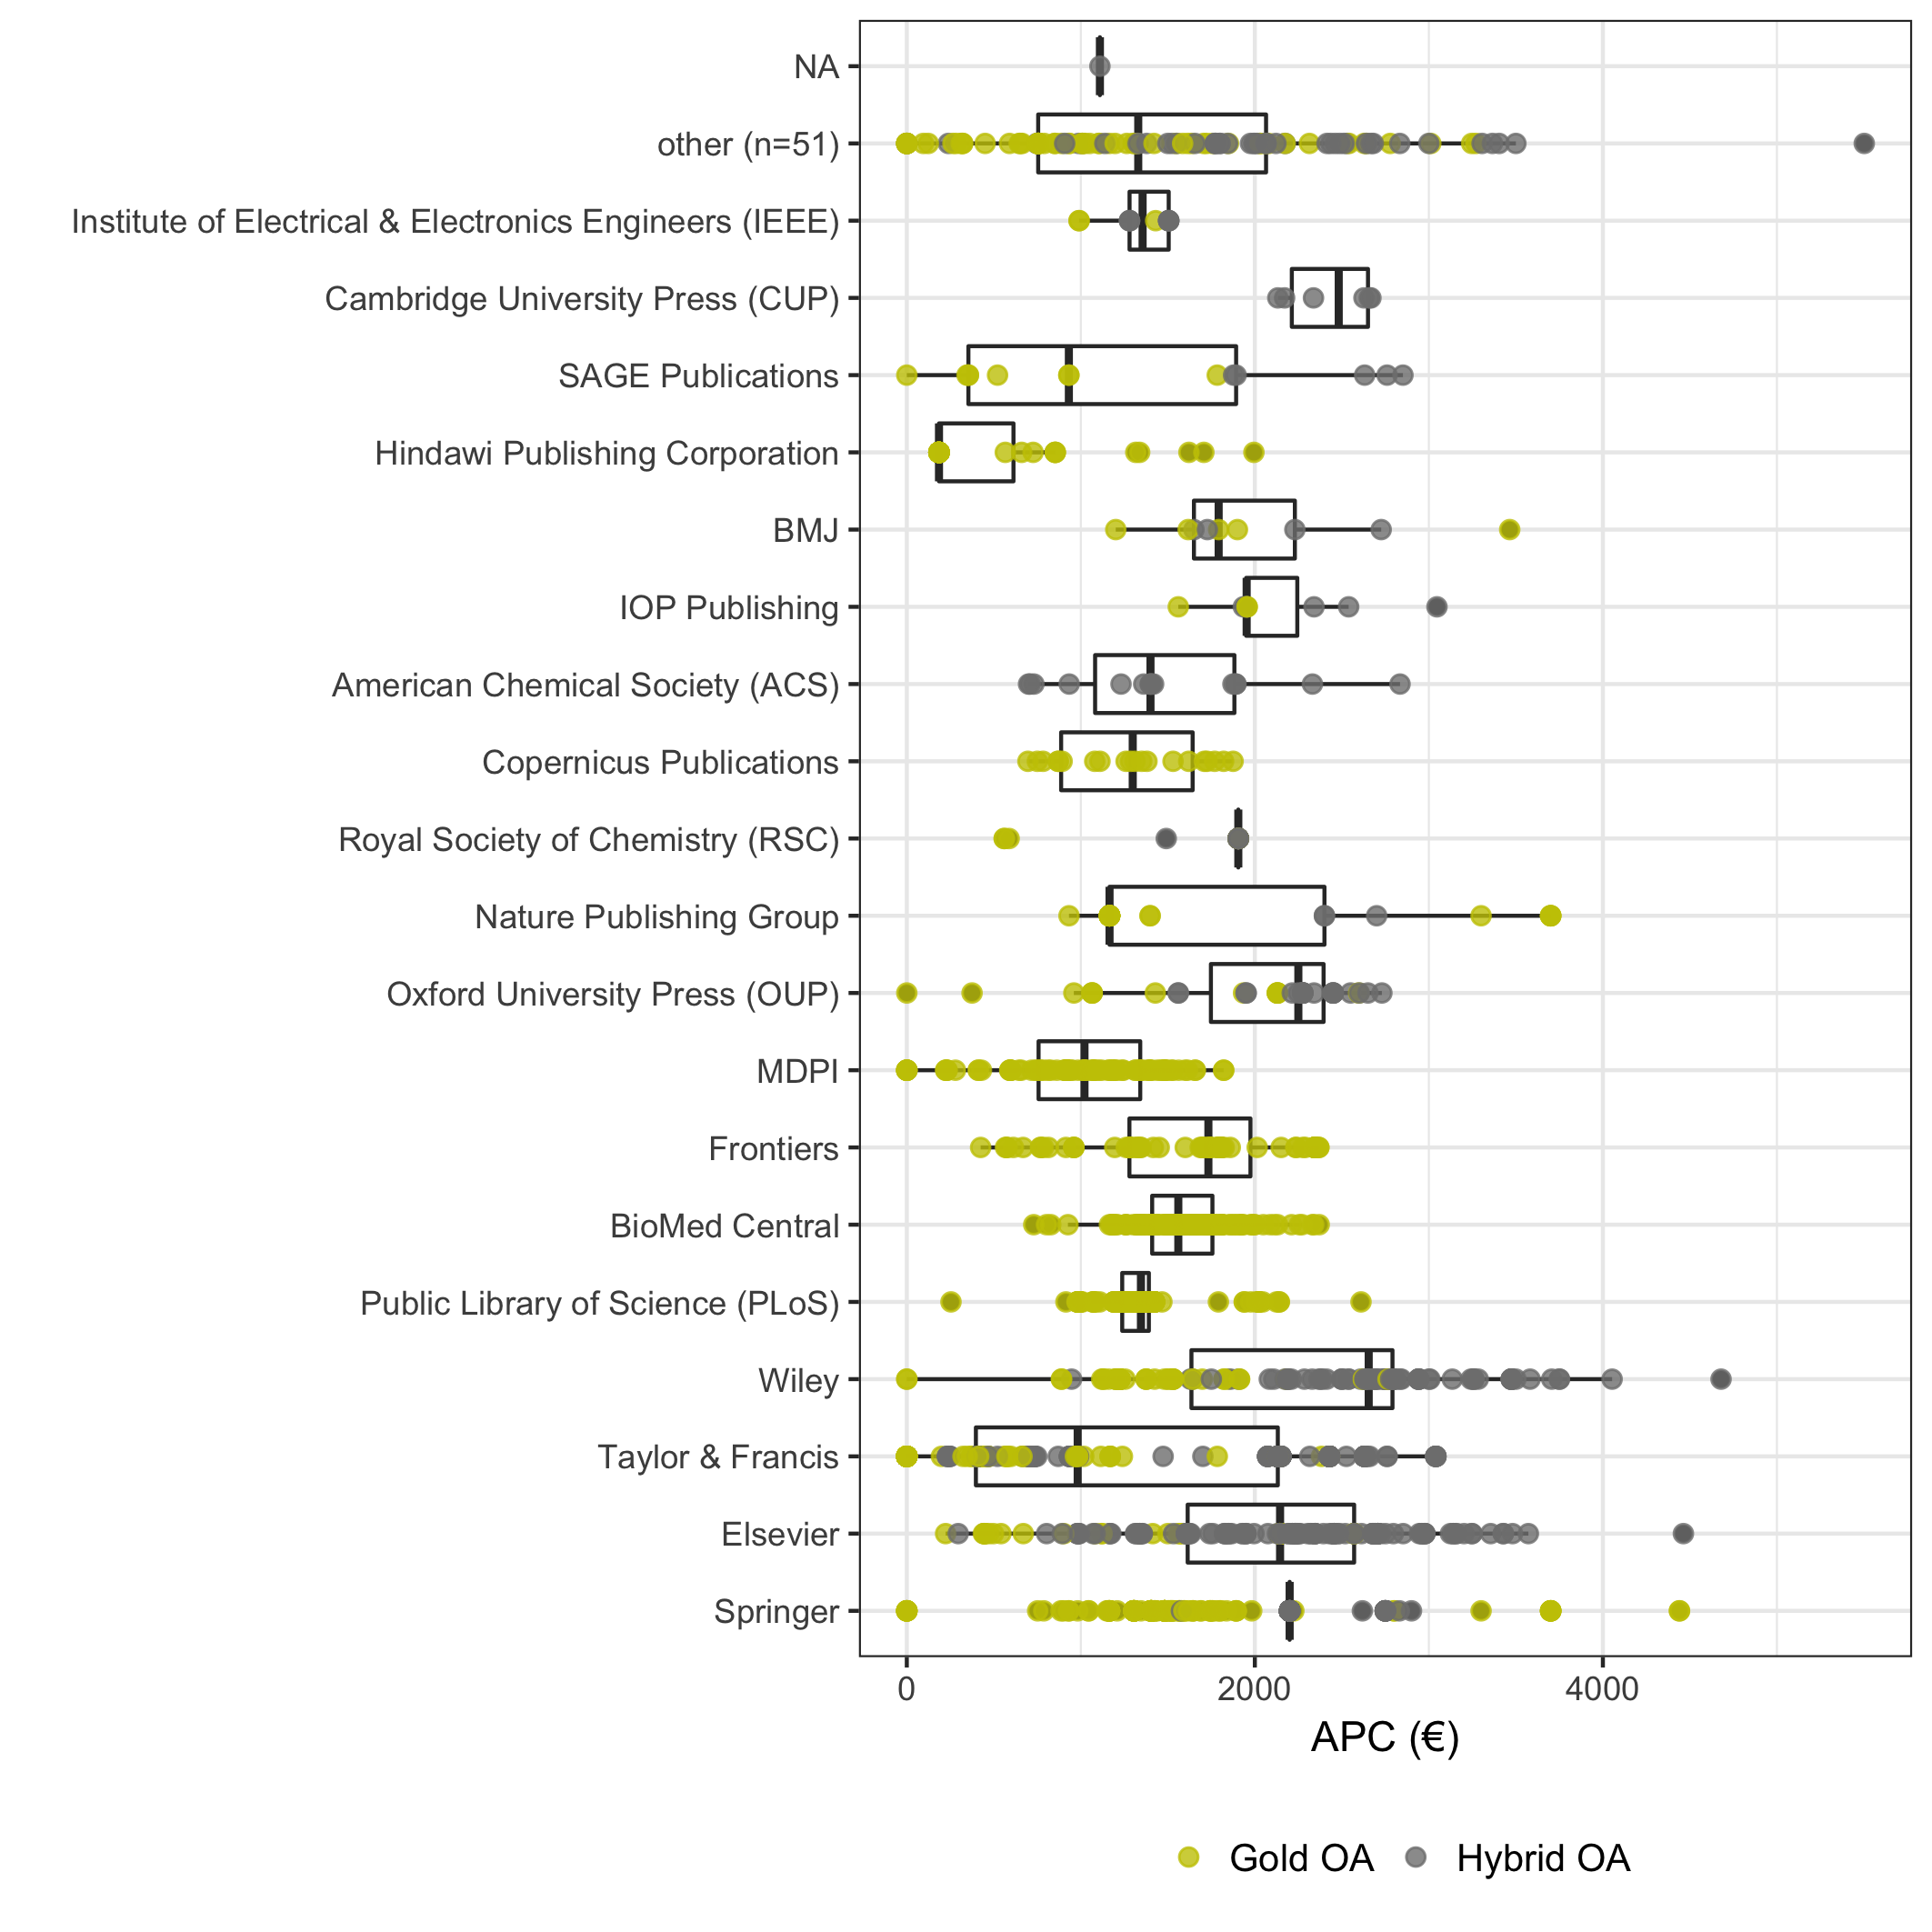 NA
other (n=51)
Institute of Electrical & Electronics Engineers (IEEE)
Cambridge University Press (CUP)
SAGE Publications
Hindawi Publishing Corporation
BMJ
IOP Publishing
American Chemical Society (ACS)
Copernicus Publications
Royal Society of Chemistry (RSC)
Nature Publishing Group
Oxford University Press (OUP)
MDPI
Frontiers
BioMed Central
Public Library of Science (PLoS)
Wiley
Taylor & Francis
Elsevier
Springer
0 2000 4000
APC (€)
Gold OA Hybrid OA